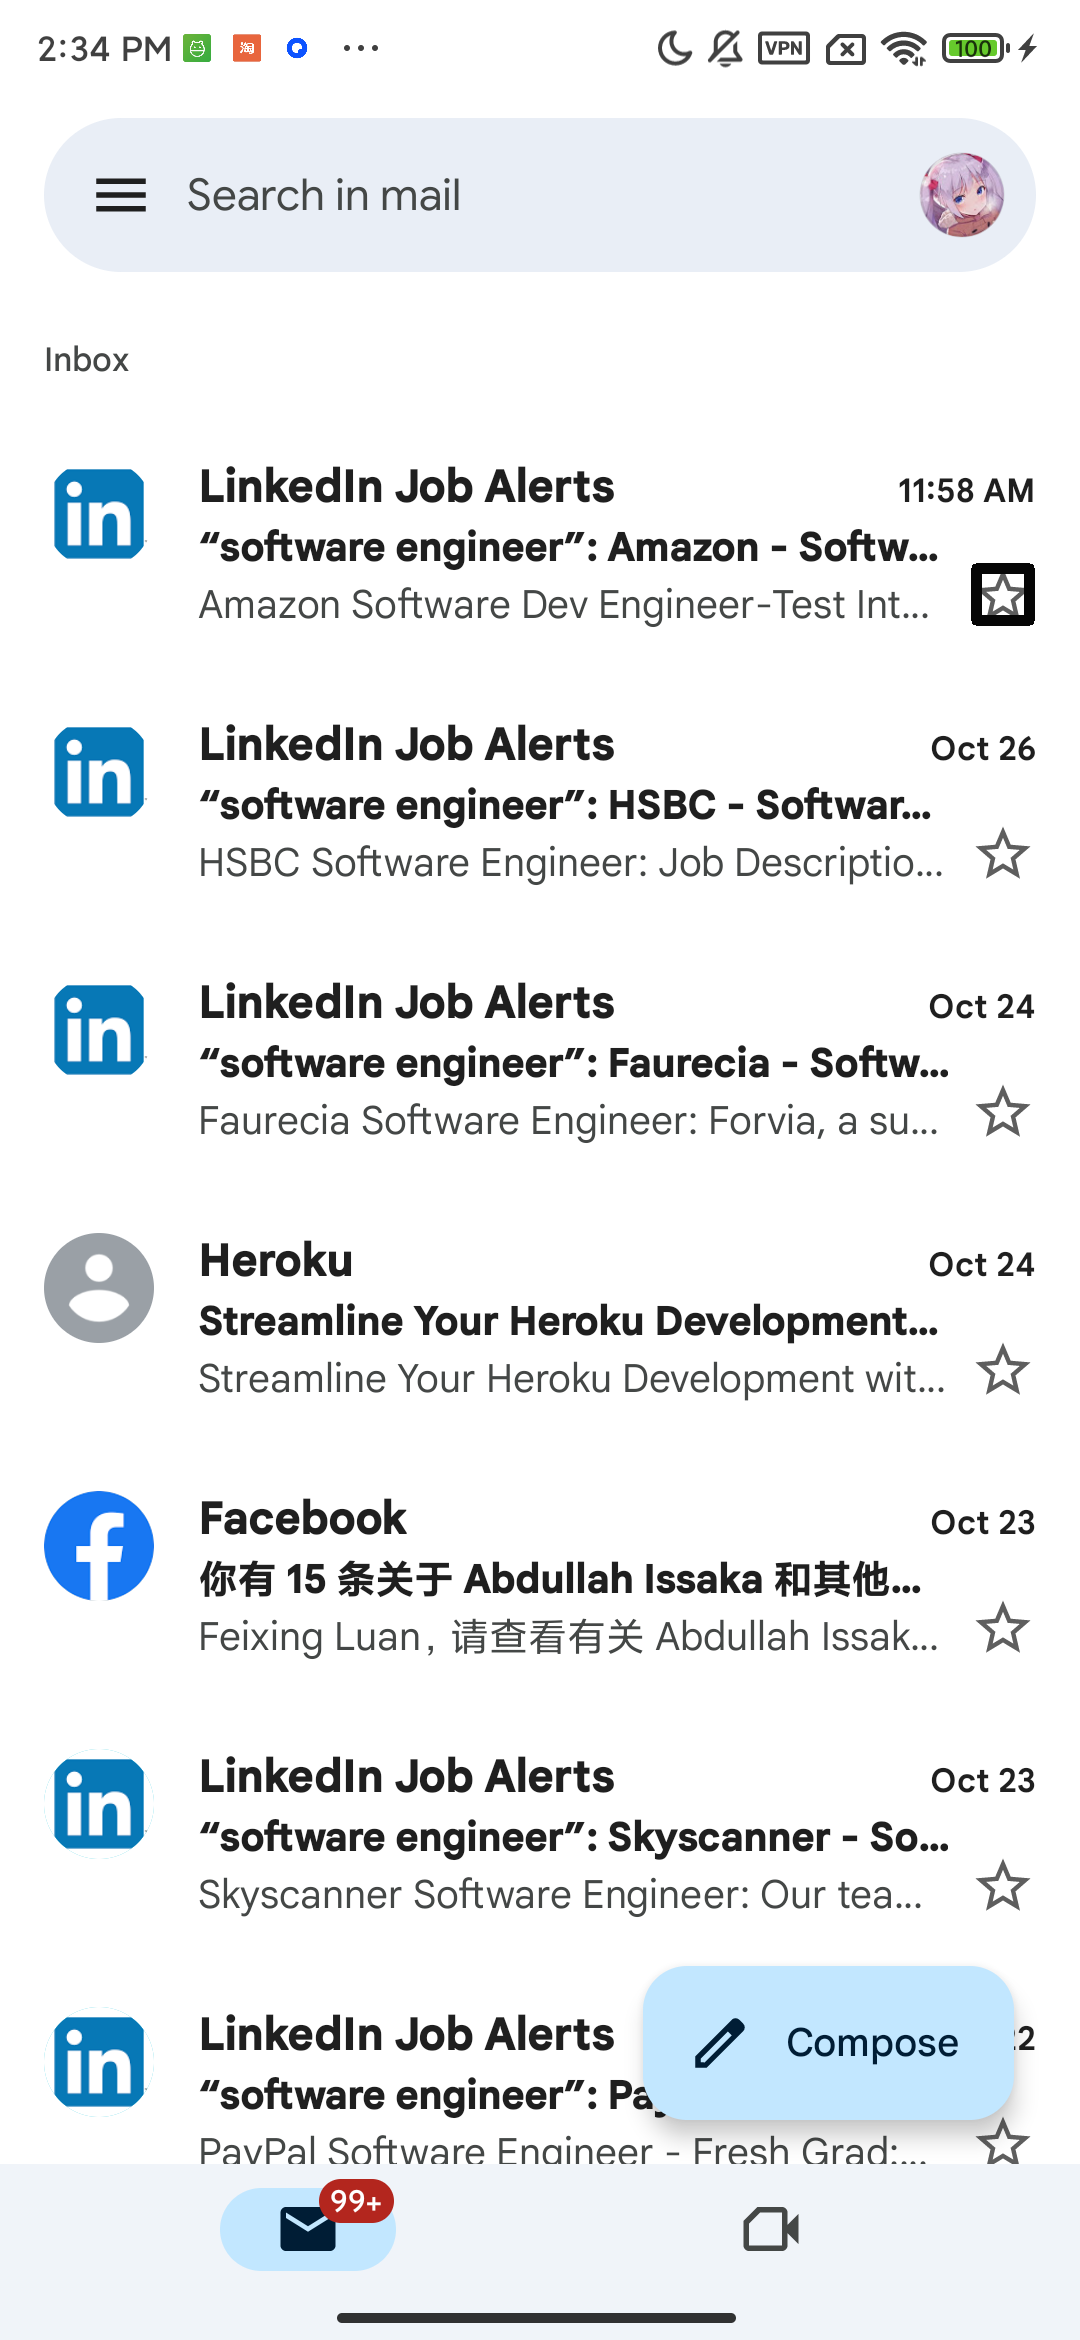 2:34 PM
淘
VPN
100
Search in mail
Inbox
in
LinkedIn Job Alerts
11:58 AM
“software engineer”: Amazon - Softw...
Amazon Software Dev Engineer-Test Int...
in
LinkedIn Job Alerts
Oct 26
“software engineer”: HSBC - Softwar...
HSBC Software Engineer: Job Descriptio...
in
LinkedIn Job Alerts
Oct 24
“software engineer”: Faurecia - Softw...
Faurecia Software Engineer: Forvia, a su...
Heroku
Oct 24
Streamline Your Heroku Development...
Streamline Your Heroku Development wit...
f
Facebook
Oct 23
你有 15 条关于 Abdullah Issaka 和其他...
Feixing Luan，请查看有关 Abdullah Issak...
in
LinkedIn Job Alerts
Oct 23
“software engineer”: Skyscanner - So...
Skyscanner Software Engineer: Our tea...
in
LinkedIn Job Alerts
Compose
“software engineer”:
PayPal Software Engineer - Fresh Grad:...
99+